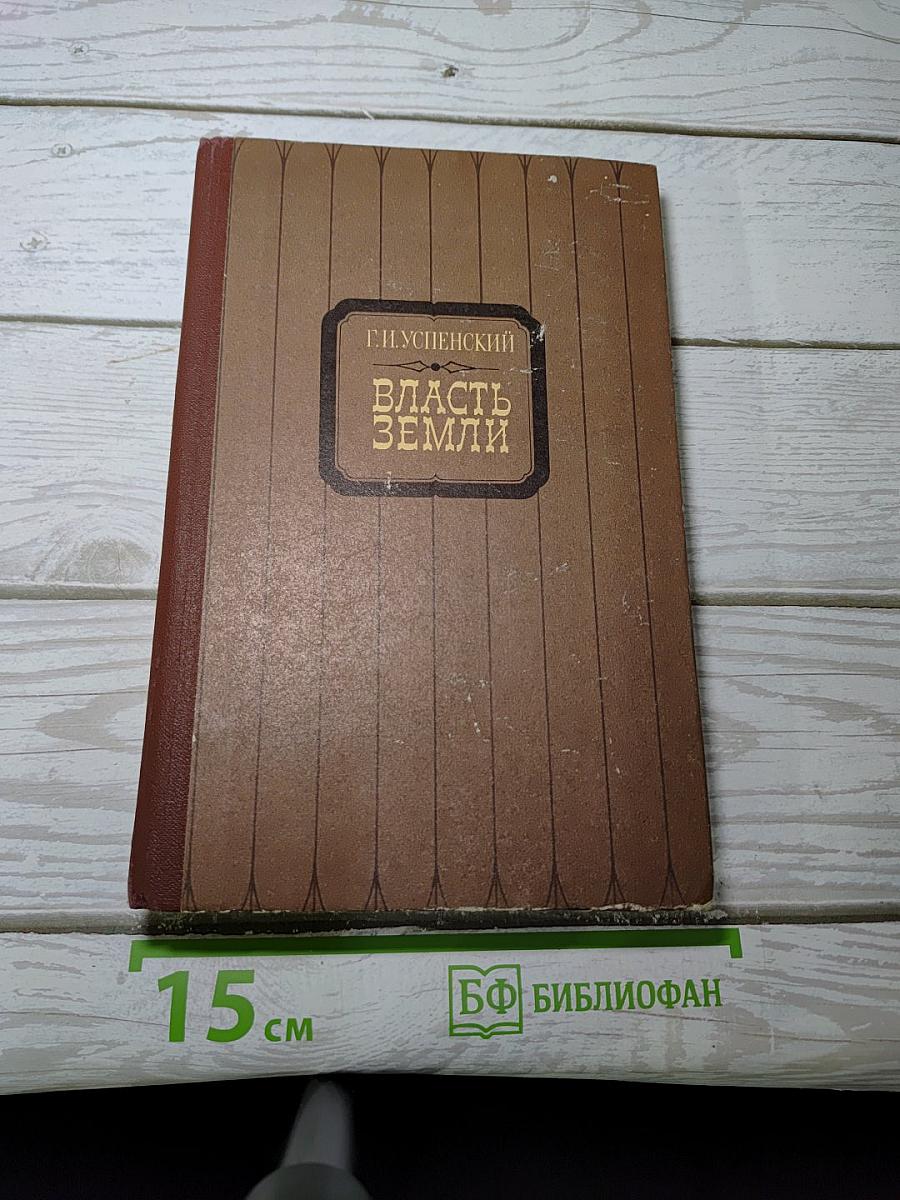 Г.И.УСПЕНСКИЙ
ВЛАСТЬ
ЗЕМЛИ
15 см
БФ БИБЛИОФАН